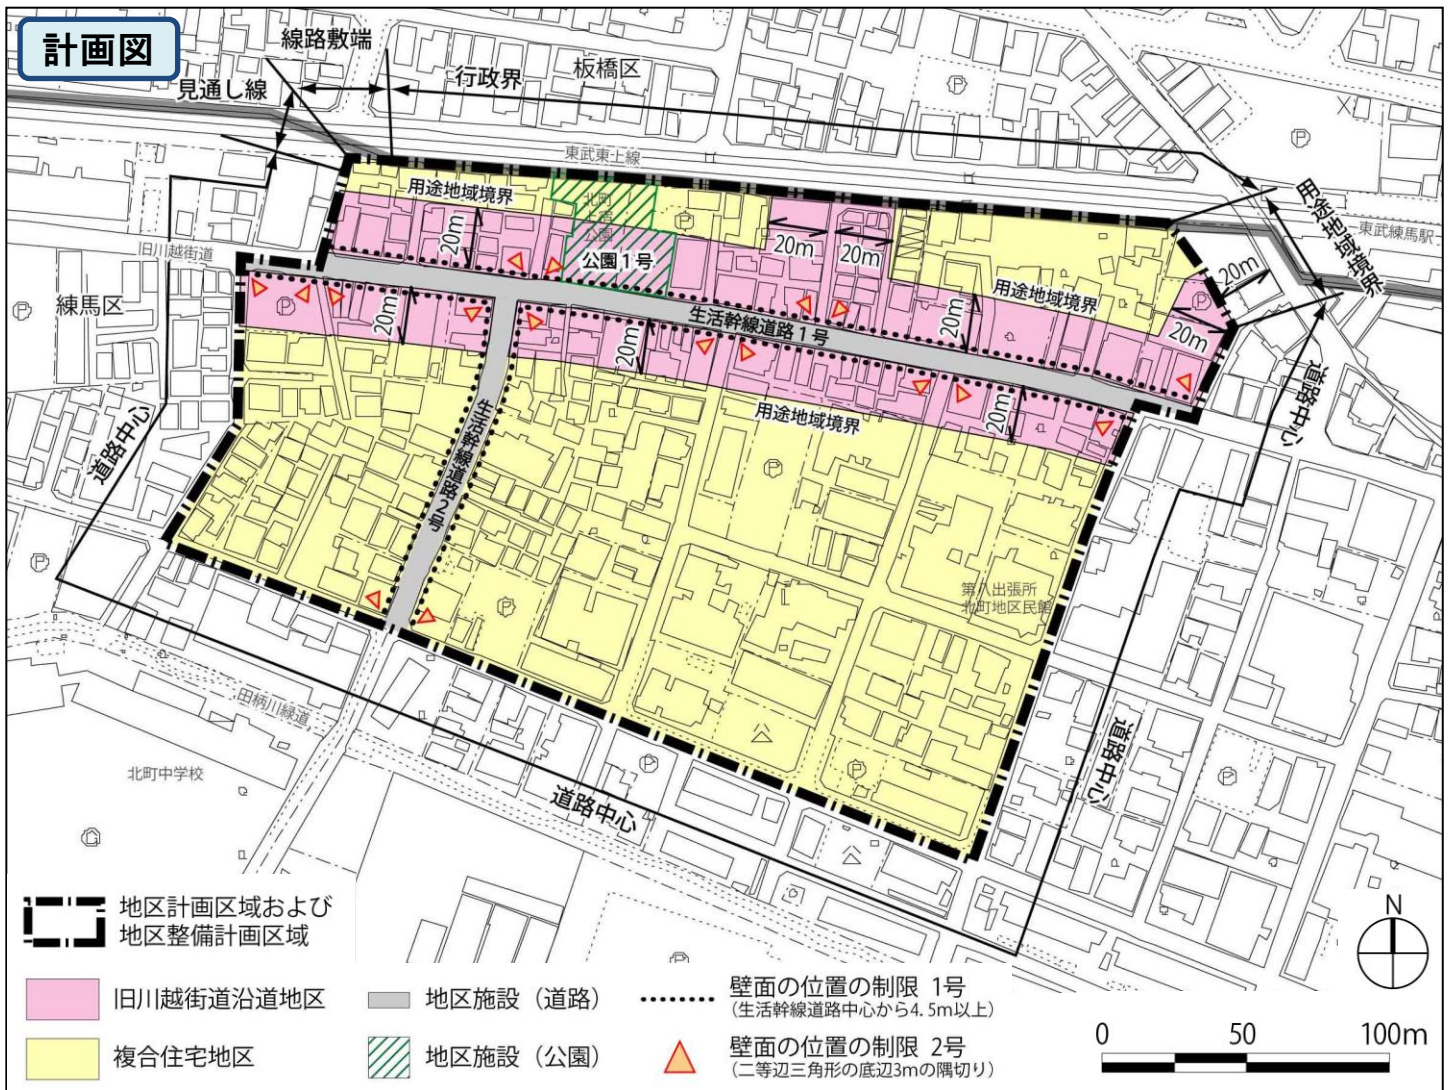 計画図
線路敷端
見通し線
行政界
板橋区
東武東上線
用途地域境界
北町
上宿
公園
公園1号
20m
20m
20m
用途地域境界
20m
東武練馬駅
旧川越街道
練馬区
20m
生活幹線道路1号
20m
用途地域境界
20m
20m
20m
用途地域境界
道路中心
道路中心
生活幹線道路2号
第八出張所
北町地区区民館
田柄川緑道
北町中学校
道路中心
道路中心
地区計画区域および
地区整備計画区域
旧川越街道沿道地区
地区施設（道路）
壁面の位置の制限 1号
（生活幹線道路中心から4.5m以上）
複合住宅地区
地区施設（公園）
壁面の位置の制限 2号
（二等辺三角形の底辺3mの隅切り）
N
0 50 100m